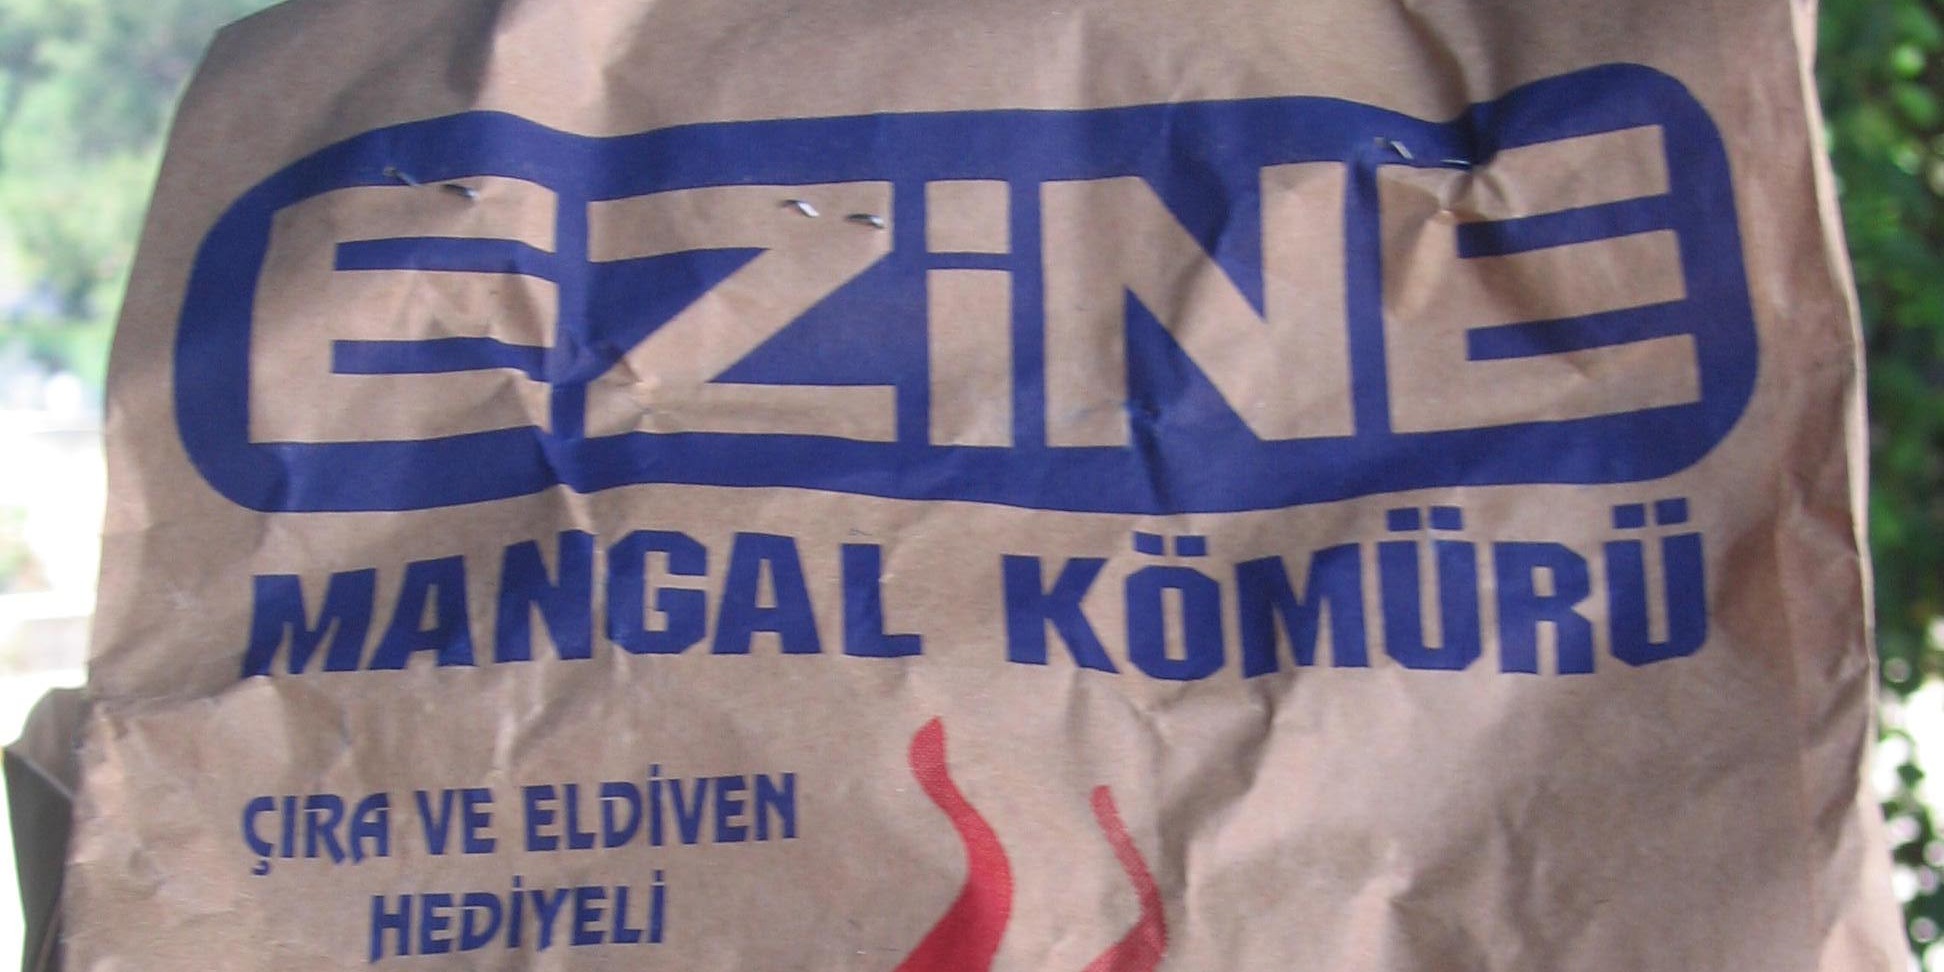 EZİNE
MANGAL KÖMÜRÜ
ÇIRA VE ELDİVEN
HEDİYELİ